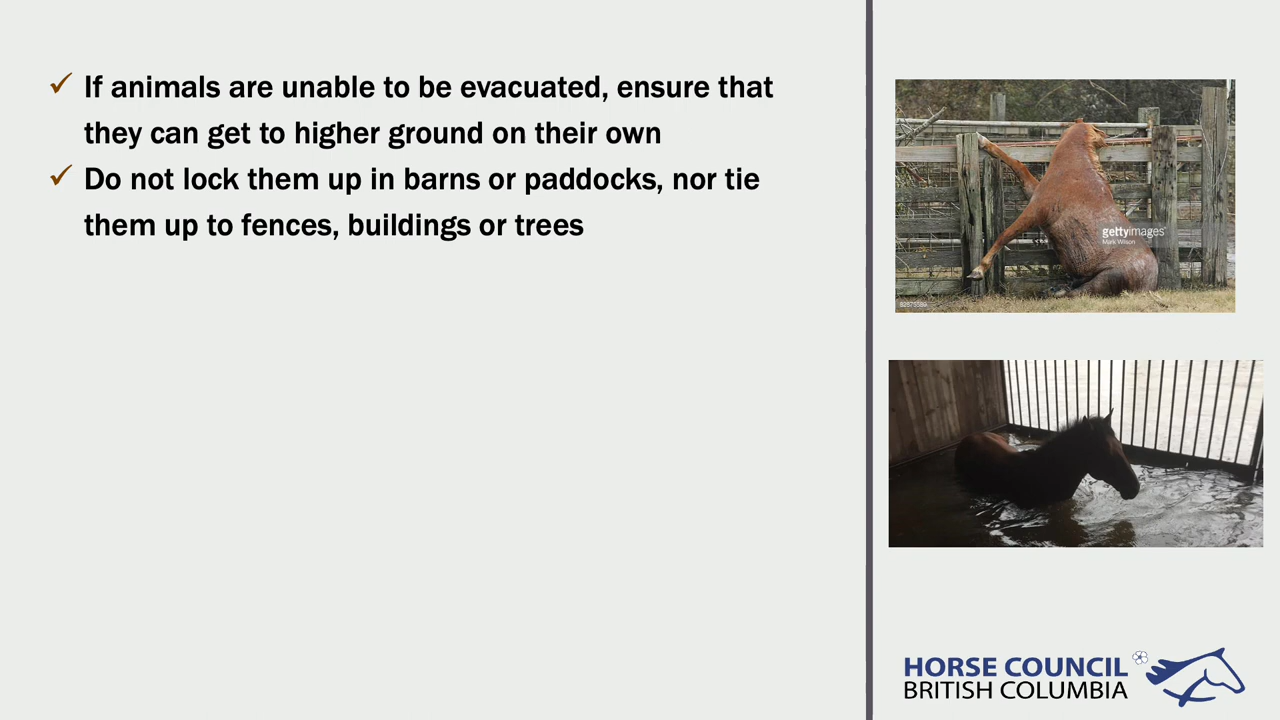 ✓ If animals are unable to be evacuated, ensure that
they can get to higher ground on their own
✓ Do not lock them up in barns or paddocks, nor tie
them up to fences, buildings or trees
gettyimages
Mark Wilson
HORSE COUNCIL
BRITISH COLUMBIA